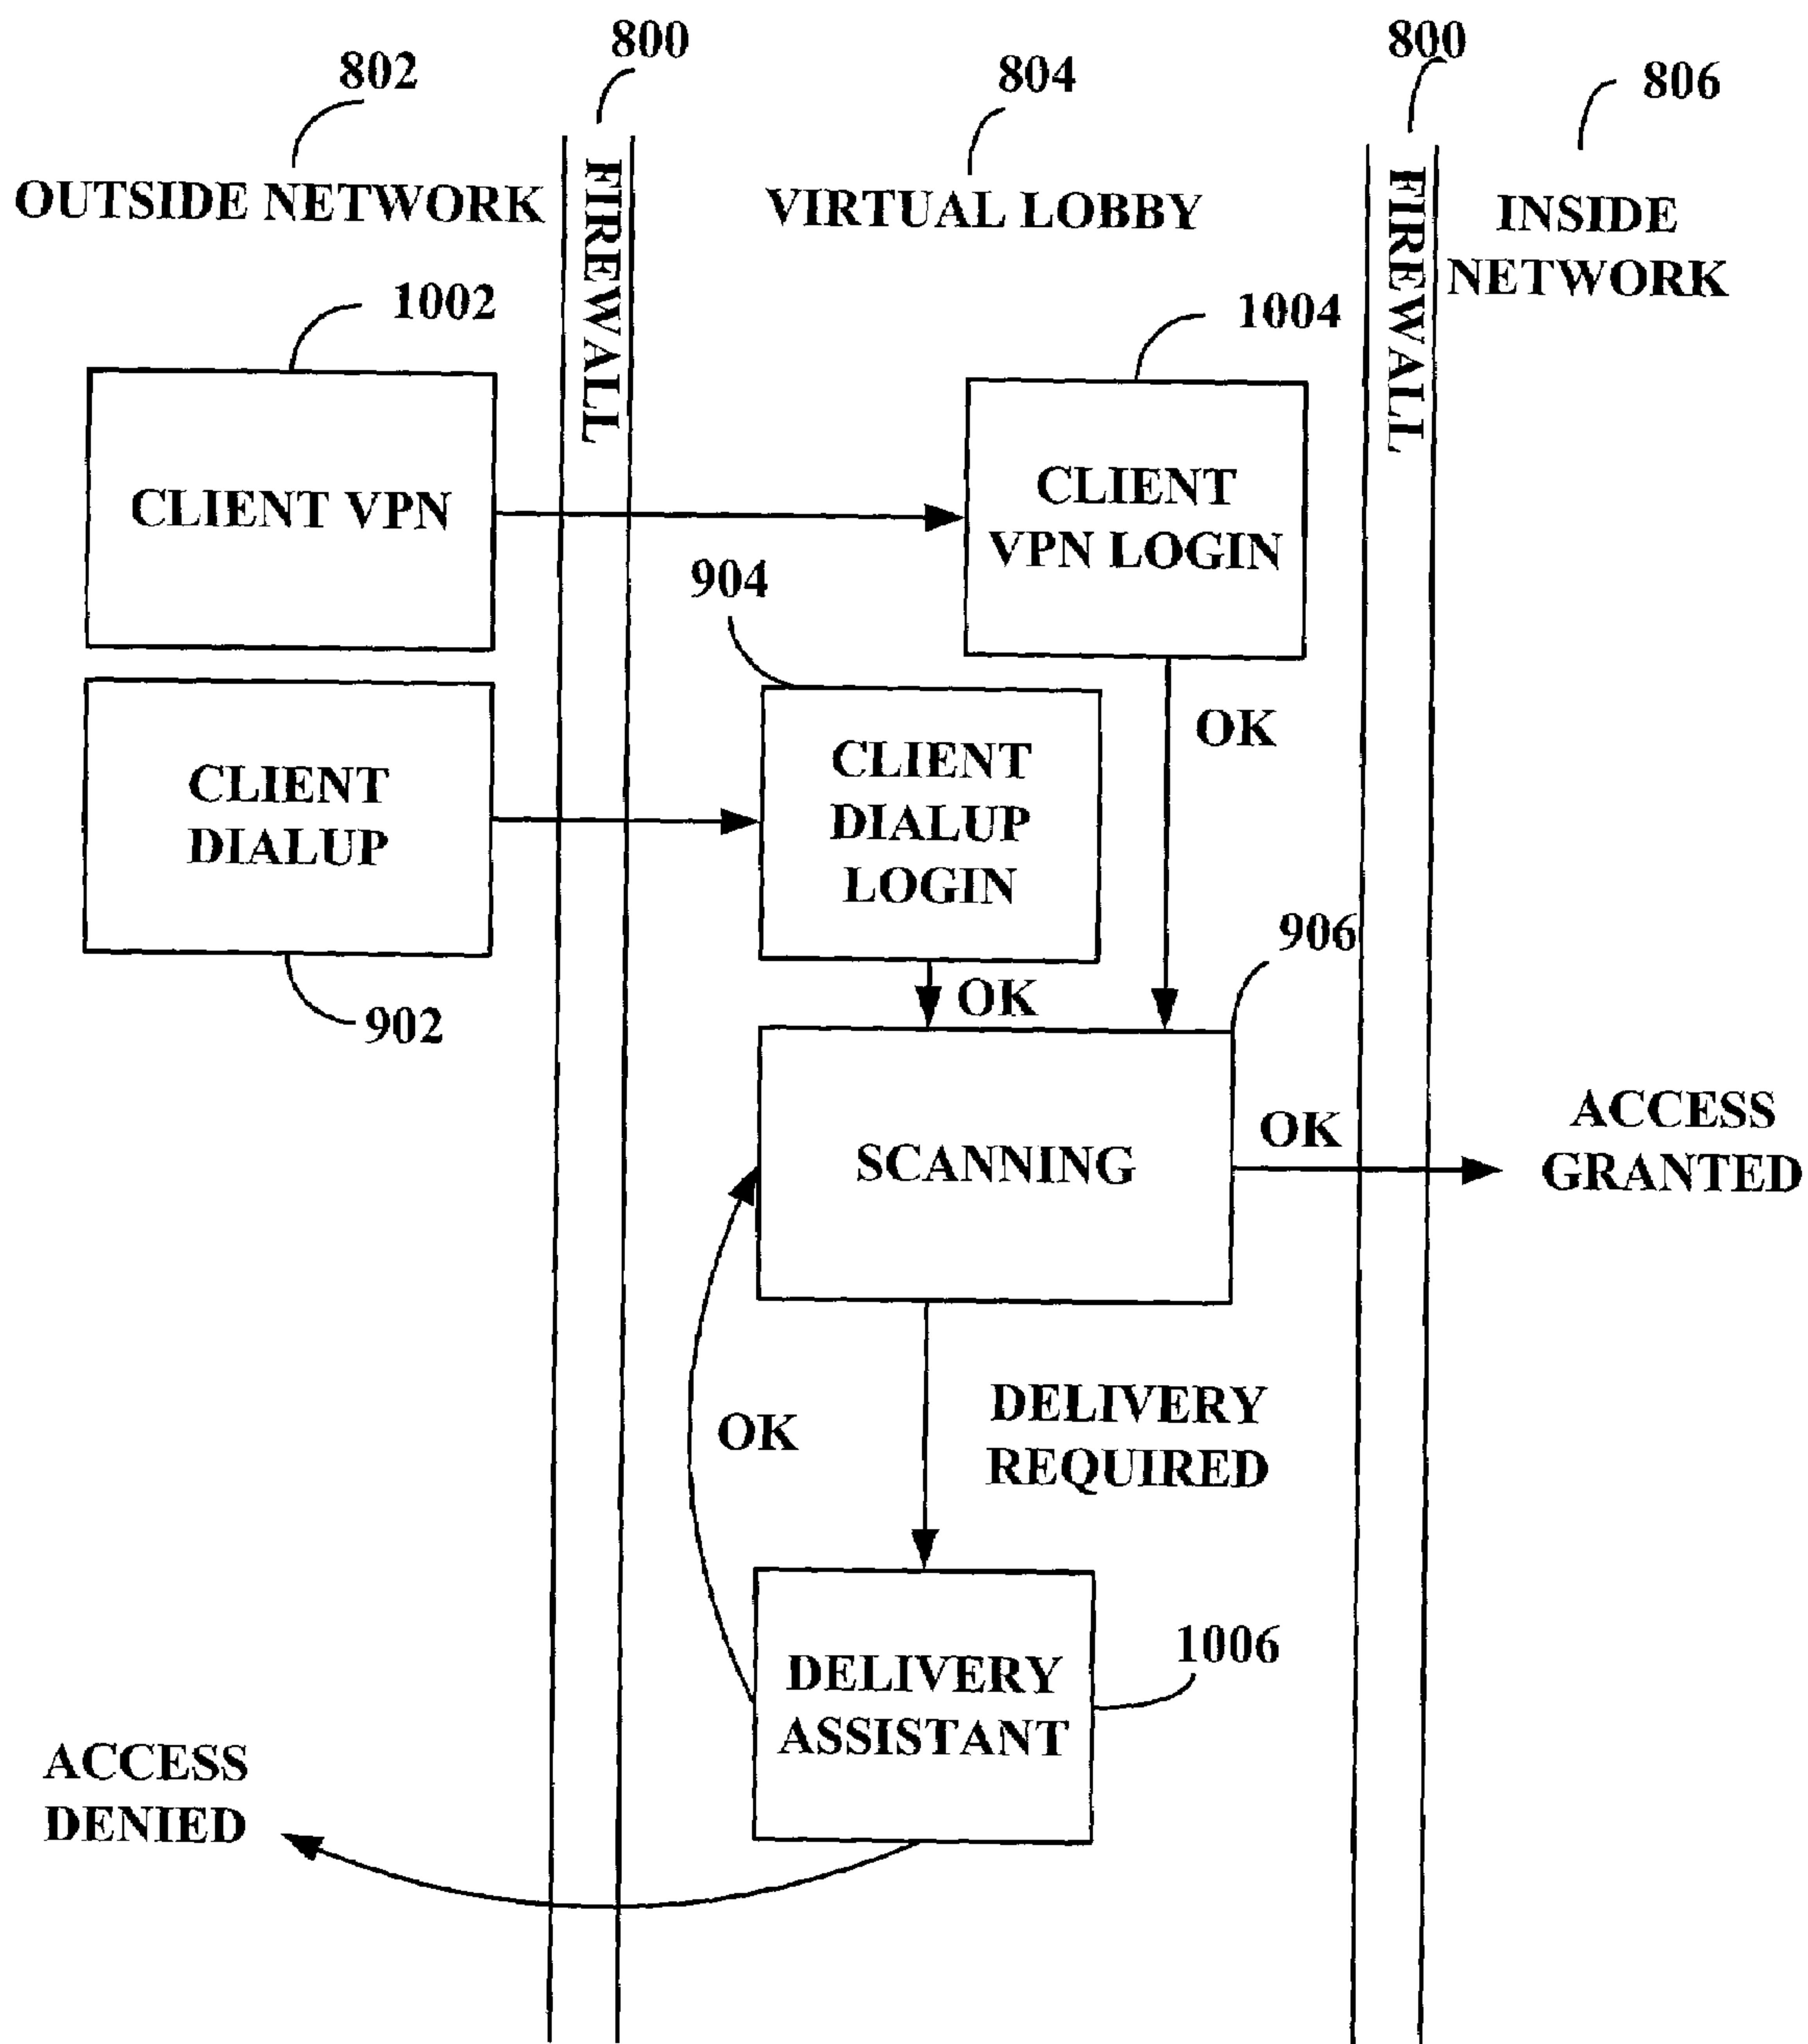 802
800
804
800
806
OUTSIDE NETWORK
FIREWALL
VIRTUAL LOBBY
FIREWALL
INSIDE
NETWORK
1002
1004
CLIENT VPN
CLIENT
VPN LOGIN
904
OK
CLIENT
DIALUP
CLIENT
DIALUP
LOGIN
906
902
OK
SCANNING
OK
ACCESS
GRANTED
OK
DELIVERY
REQUIRED
1006
DELIVERY
ASSISTANT
ACCESS
DENIED